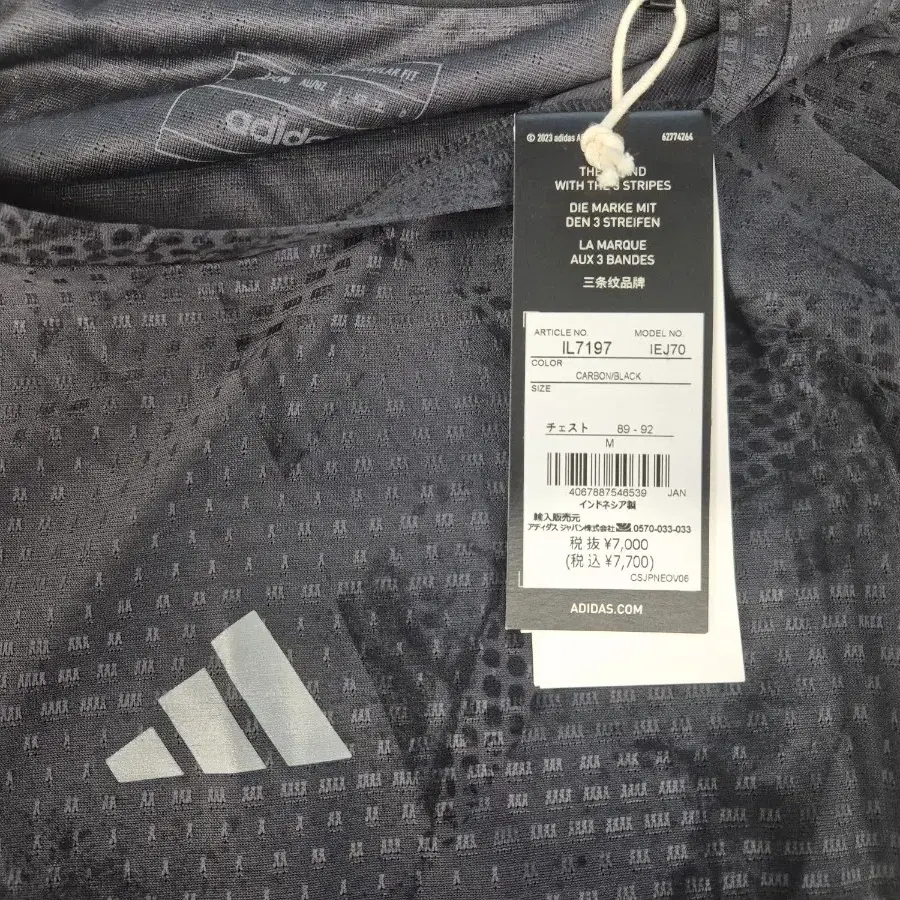 adidas
© 2023 adidas A
62774264
WITH THE 3 STRIPES
DIE MARKE MIT
DEN 3 STREIFEN
LA MARQUE
AUX 3 BANDES
三条纹品牌
ARTICLE NO. MODEL NO.
IL7197 IEJ70
COLOR
CARBON/BLACK
SIZE
チェスト 89 - 92
M
4067887546539 JAN
インドネシア製
輸入販売元
アディダス ジャパン株式会社 0570-033-033
税抜 ¥7,000
(税込 ¥7,700)
CSJPNEOV06
ADIDAS.COM